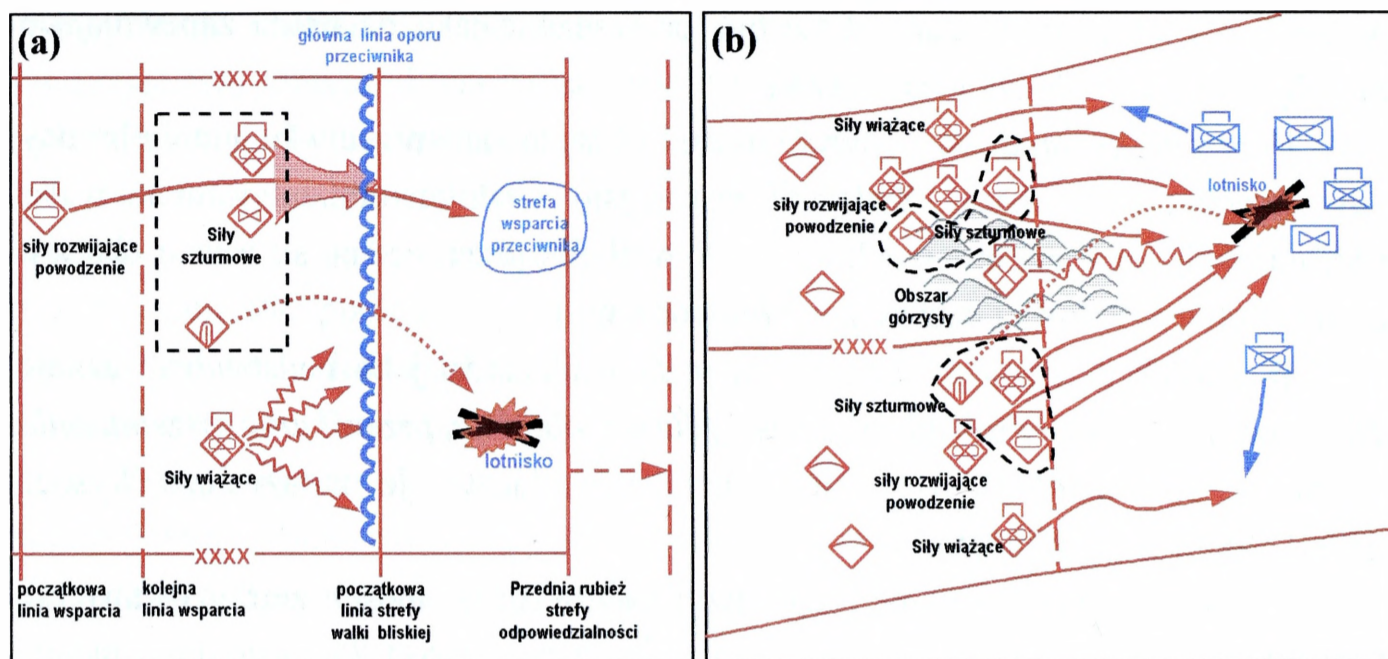 (a)
główna linia oporu
przeciwnika
XXXX
siły rozwijające
powodzenie
Siły
szturmowe
strefa
wsparcia
przeciwnika
Siły wiążące
lotnisko
XXXX
początkowa
linia wsparcia
kolejna
linia wsparcia
początkowa
linia strefy
walki bliskiej
Przednia rubież
strefy
odpowiedzialności
(b)
Siły wiążące
siły rozwijające
powodzenie
Siły szturmowe
lotnisko
Obszar
górzysty
XXXX
Siły szturmowe
siły rozwijające
powodzenie
Siły wiążące